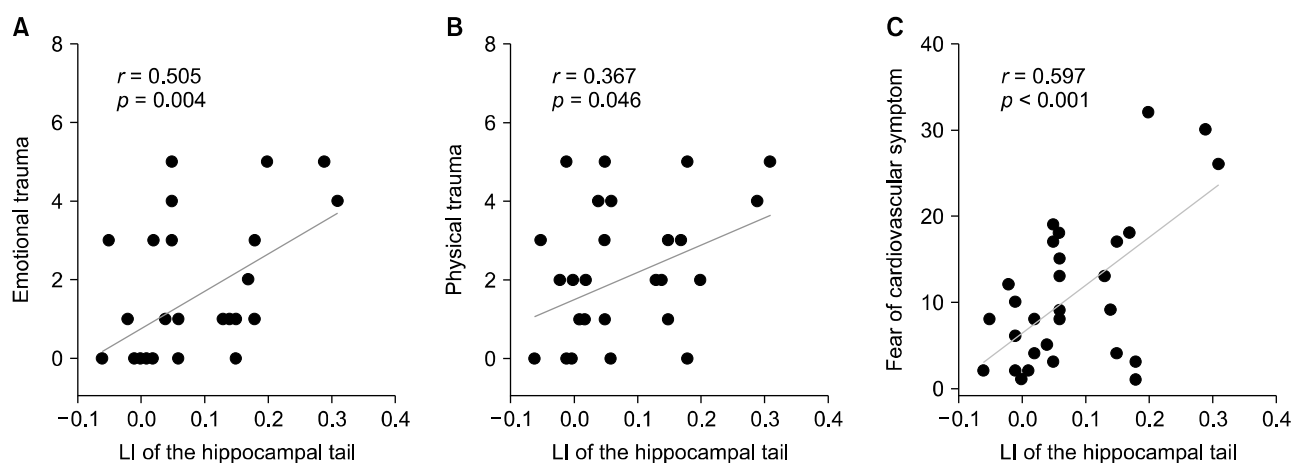 A
8
6
4
2
0
Emotional trauma
r = 0.505
p = 0.004
−0.1 0.0 0.1 0.2 0.3 0.4
LI of the hippocampal tail
B
8
6
4
2
0
Physical trauma
r = 0.367
p = 0.046
−0.1 0.0 0.1 0.2 0.3 0.4
LI of the hippocampal tail
C
40
30
20
10
0
Fear of cardiovascular symptom
r = 0.597
p < 0.001
−0.1 0.0 0.1 0.2 0.3 0.4
LI of the hippocampal tail